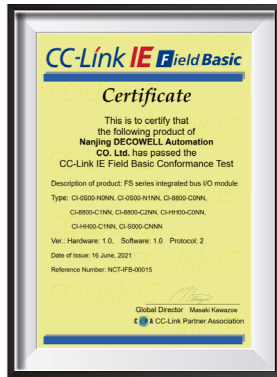 CC-Link IE Field Basic
Certificate
This is to certify that
the following product of
Nanjing DECOWELL Automation
CO. Ltd. has passed the
CC-Link IE Field Basic Conformance Test
Description of product: FS series integrated bus I/O module
Type: CI-0S00-N0NN, CI-0S00-N1NN, CI-8800-C0NN,
CI-8800-C1NN, CI-8800-C2NN, CI-HH00-C0NN,
CI-HH00-C1NN, CI-S000-CNNN
Ver.: Hardware: 1.0, Software: 1.0 Protocol: 2
Date of Issue: 16 June, 2021
Reference Number: NCT-IFB-00015
Global Director Masaki Kawazoe
CLPA CC-Link Partner Association